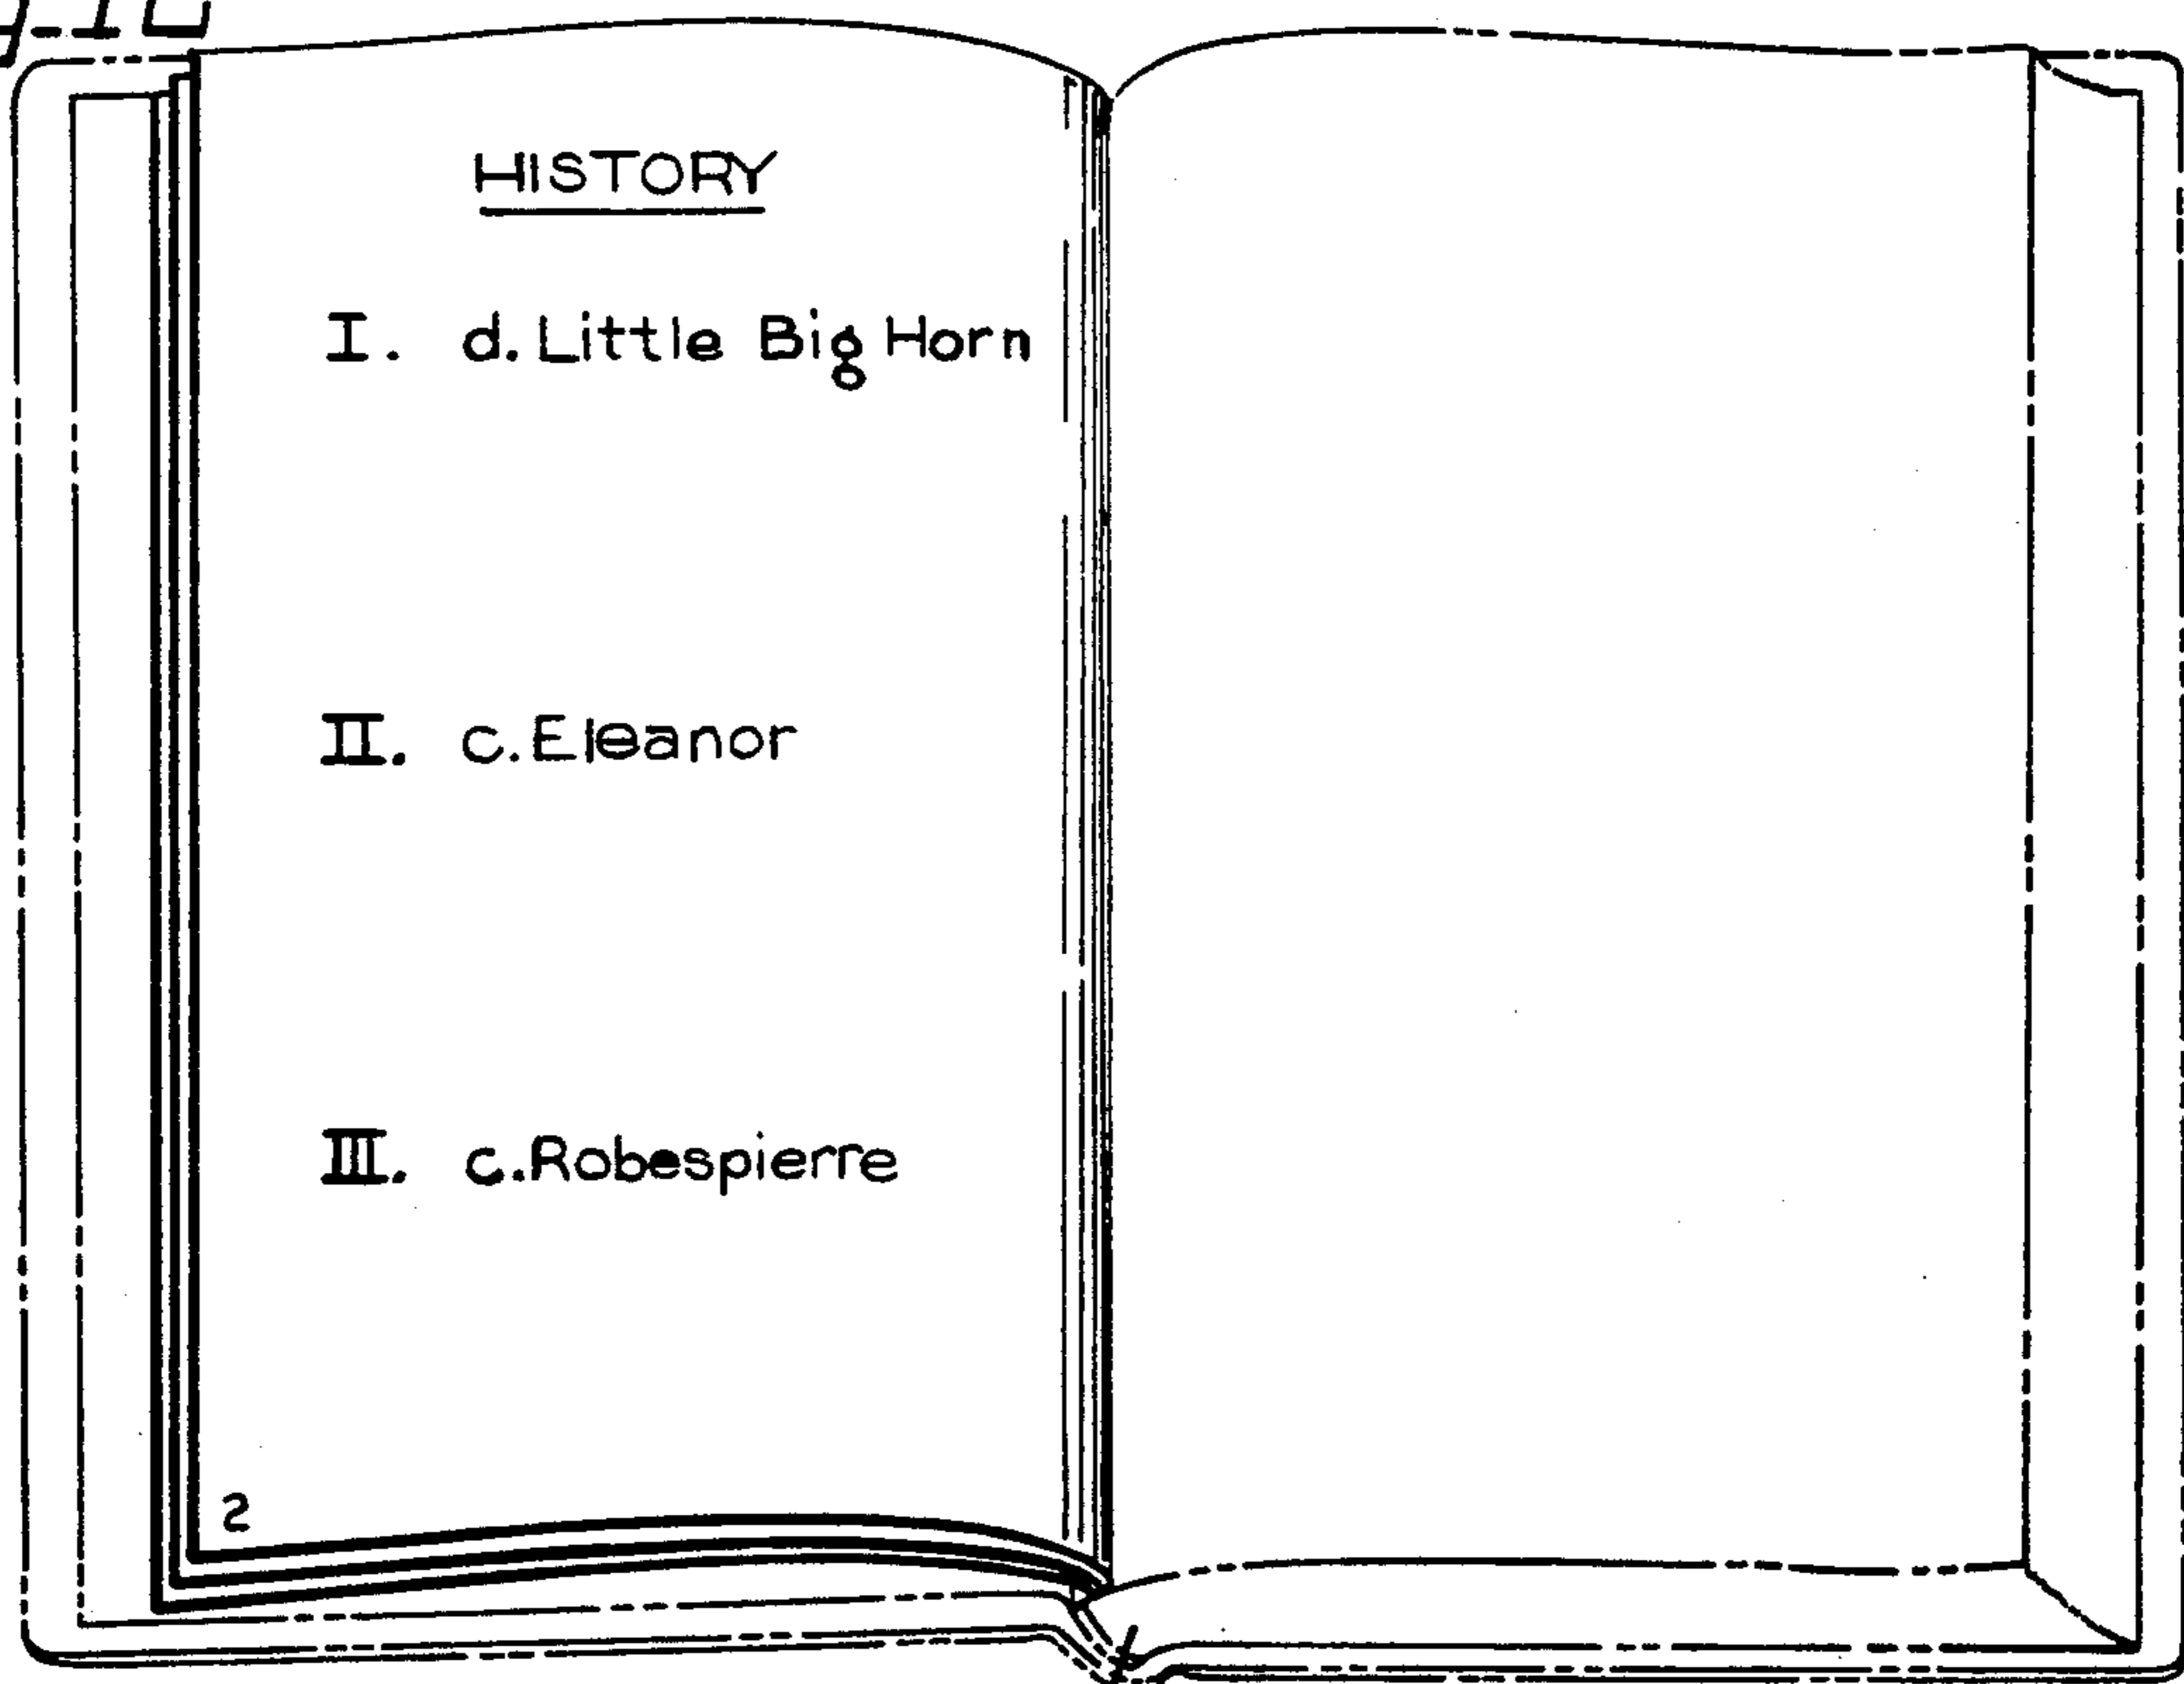 HISTORY
I. d. Little Big Horn
II. c. Eleanor
III. c. Robespierre
2